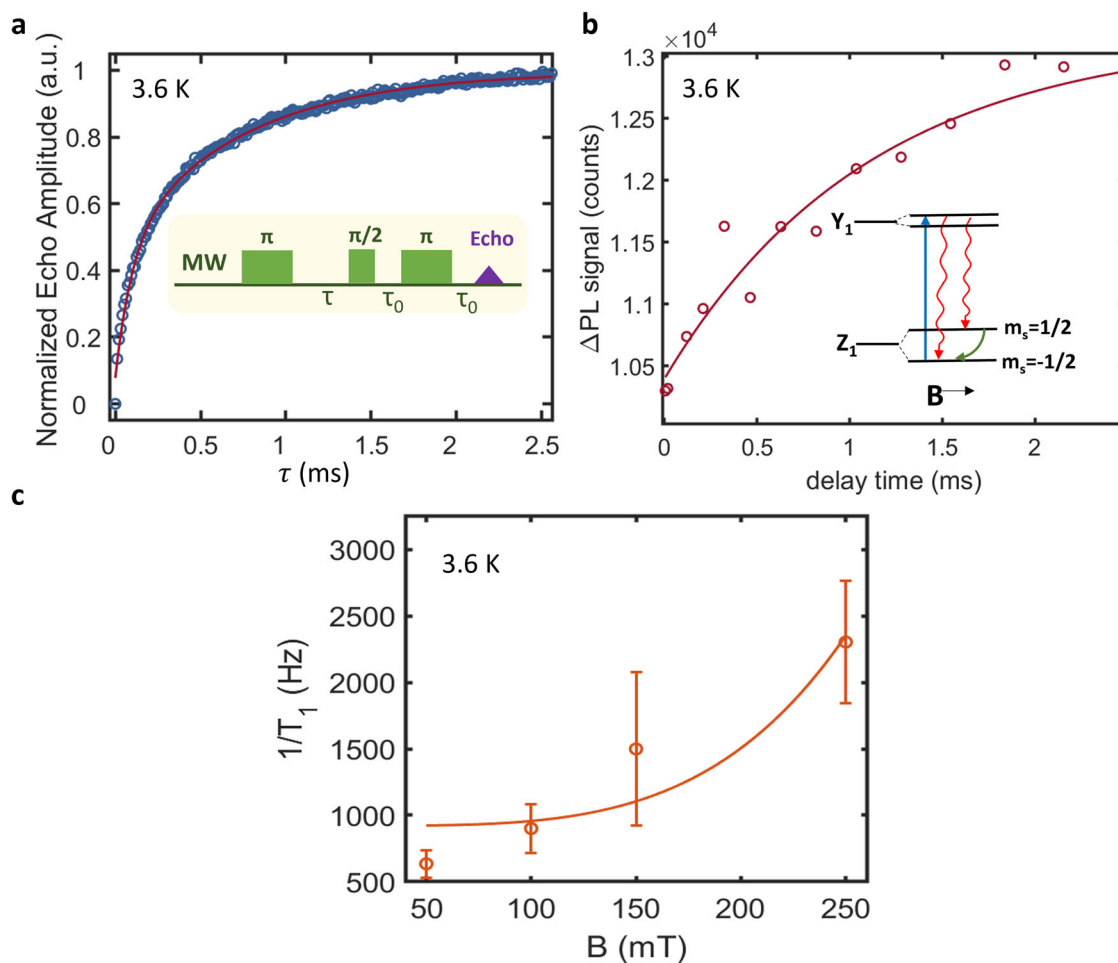 a
3.6 K
Normalized Echo Amplitude (a.u.)
1
0.8
0.6
0.4
0.2
0
MW
π
π/2
π
Echo
τ
τ0
τ0
0
0.5
1
1.5
2
2.5
τ (ms)
b
×10⁴
3.6 K
ΔPL signal (counts)
1.3
1.25
1.2
1.15
1.1
1.05
Y1
Z1
ms=1/2
ms=-1/2
B
0
0.5
1
1.5
2
delay time (ms)
c
3.6 K
1/T1 (Hz)
3000
2500
2000
1500
1000
500
50
100
150
200
250
B (mT)